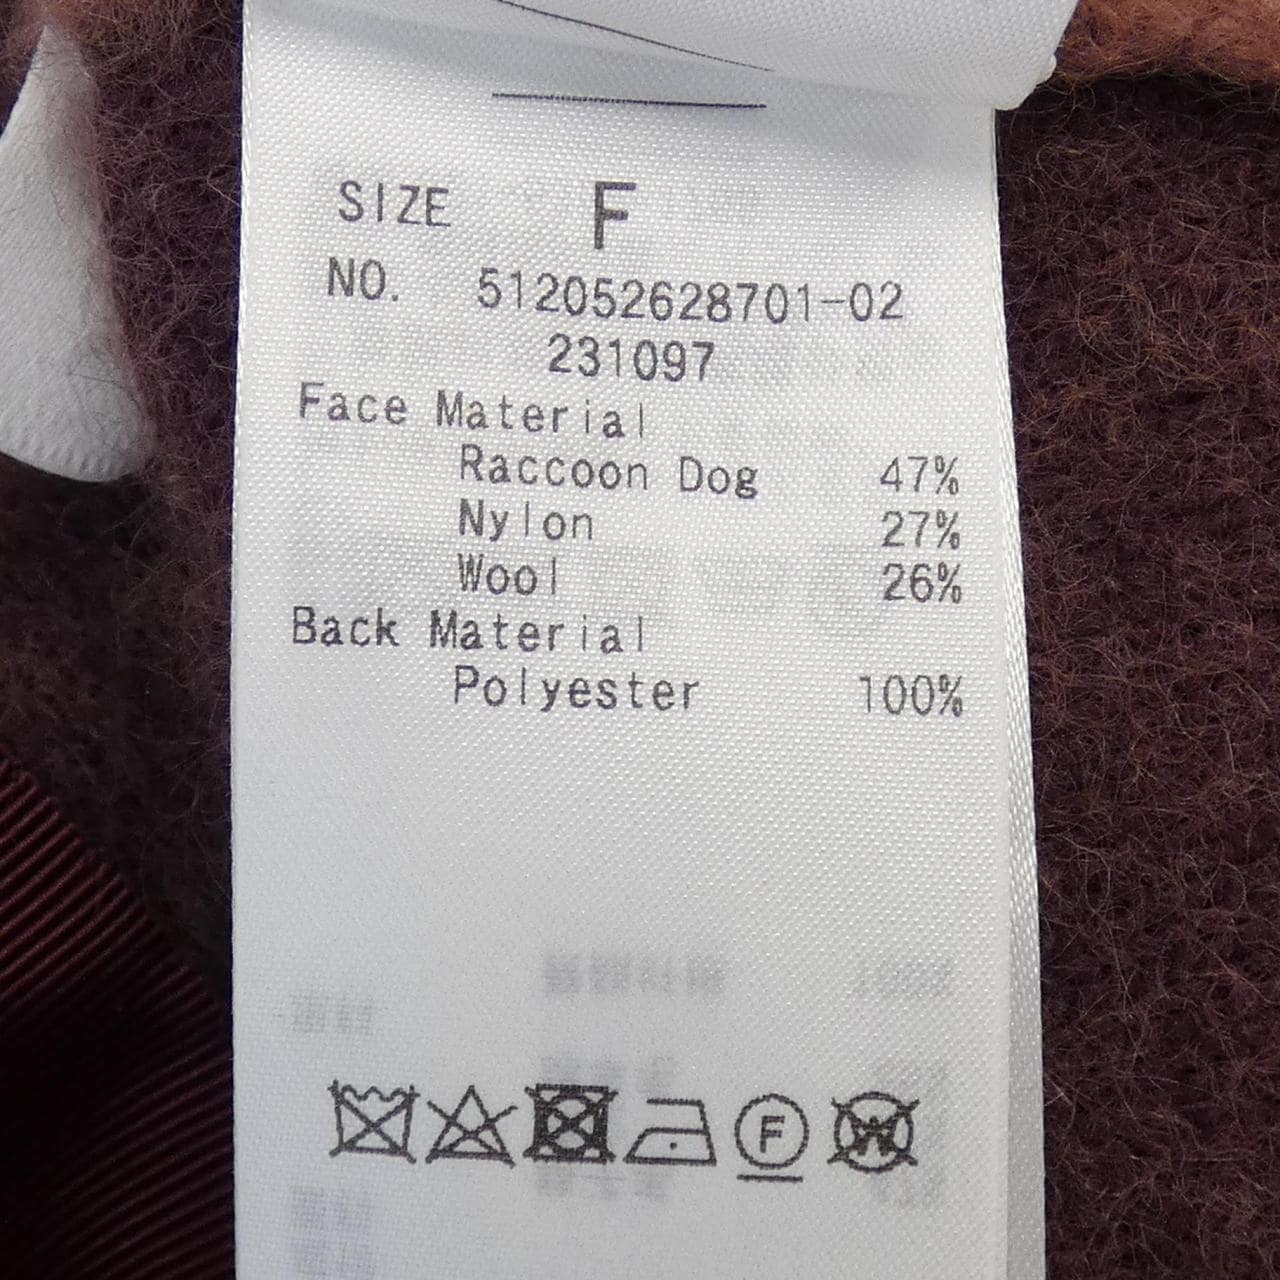 SIZE F
NO. 512052628701-02
231097
Face Material
Raccoon Dog 47%
Nylon 27%
Wool 26%
Back Material
Polyester 100%
F W